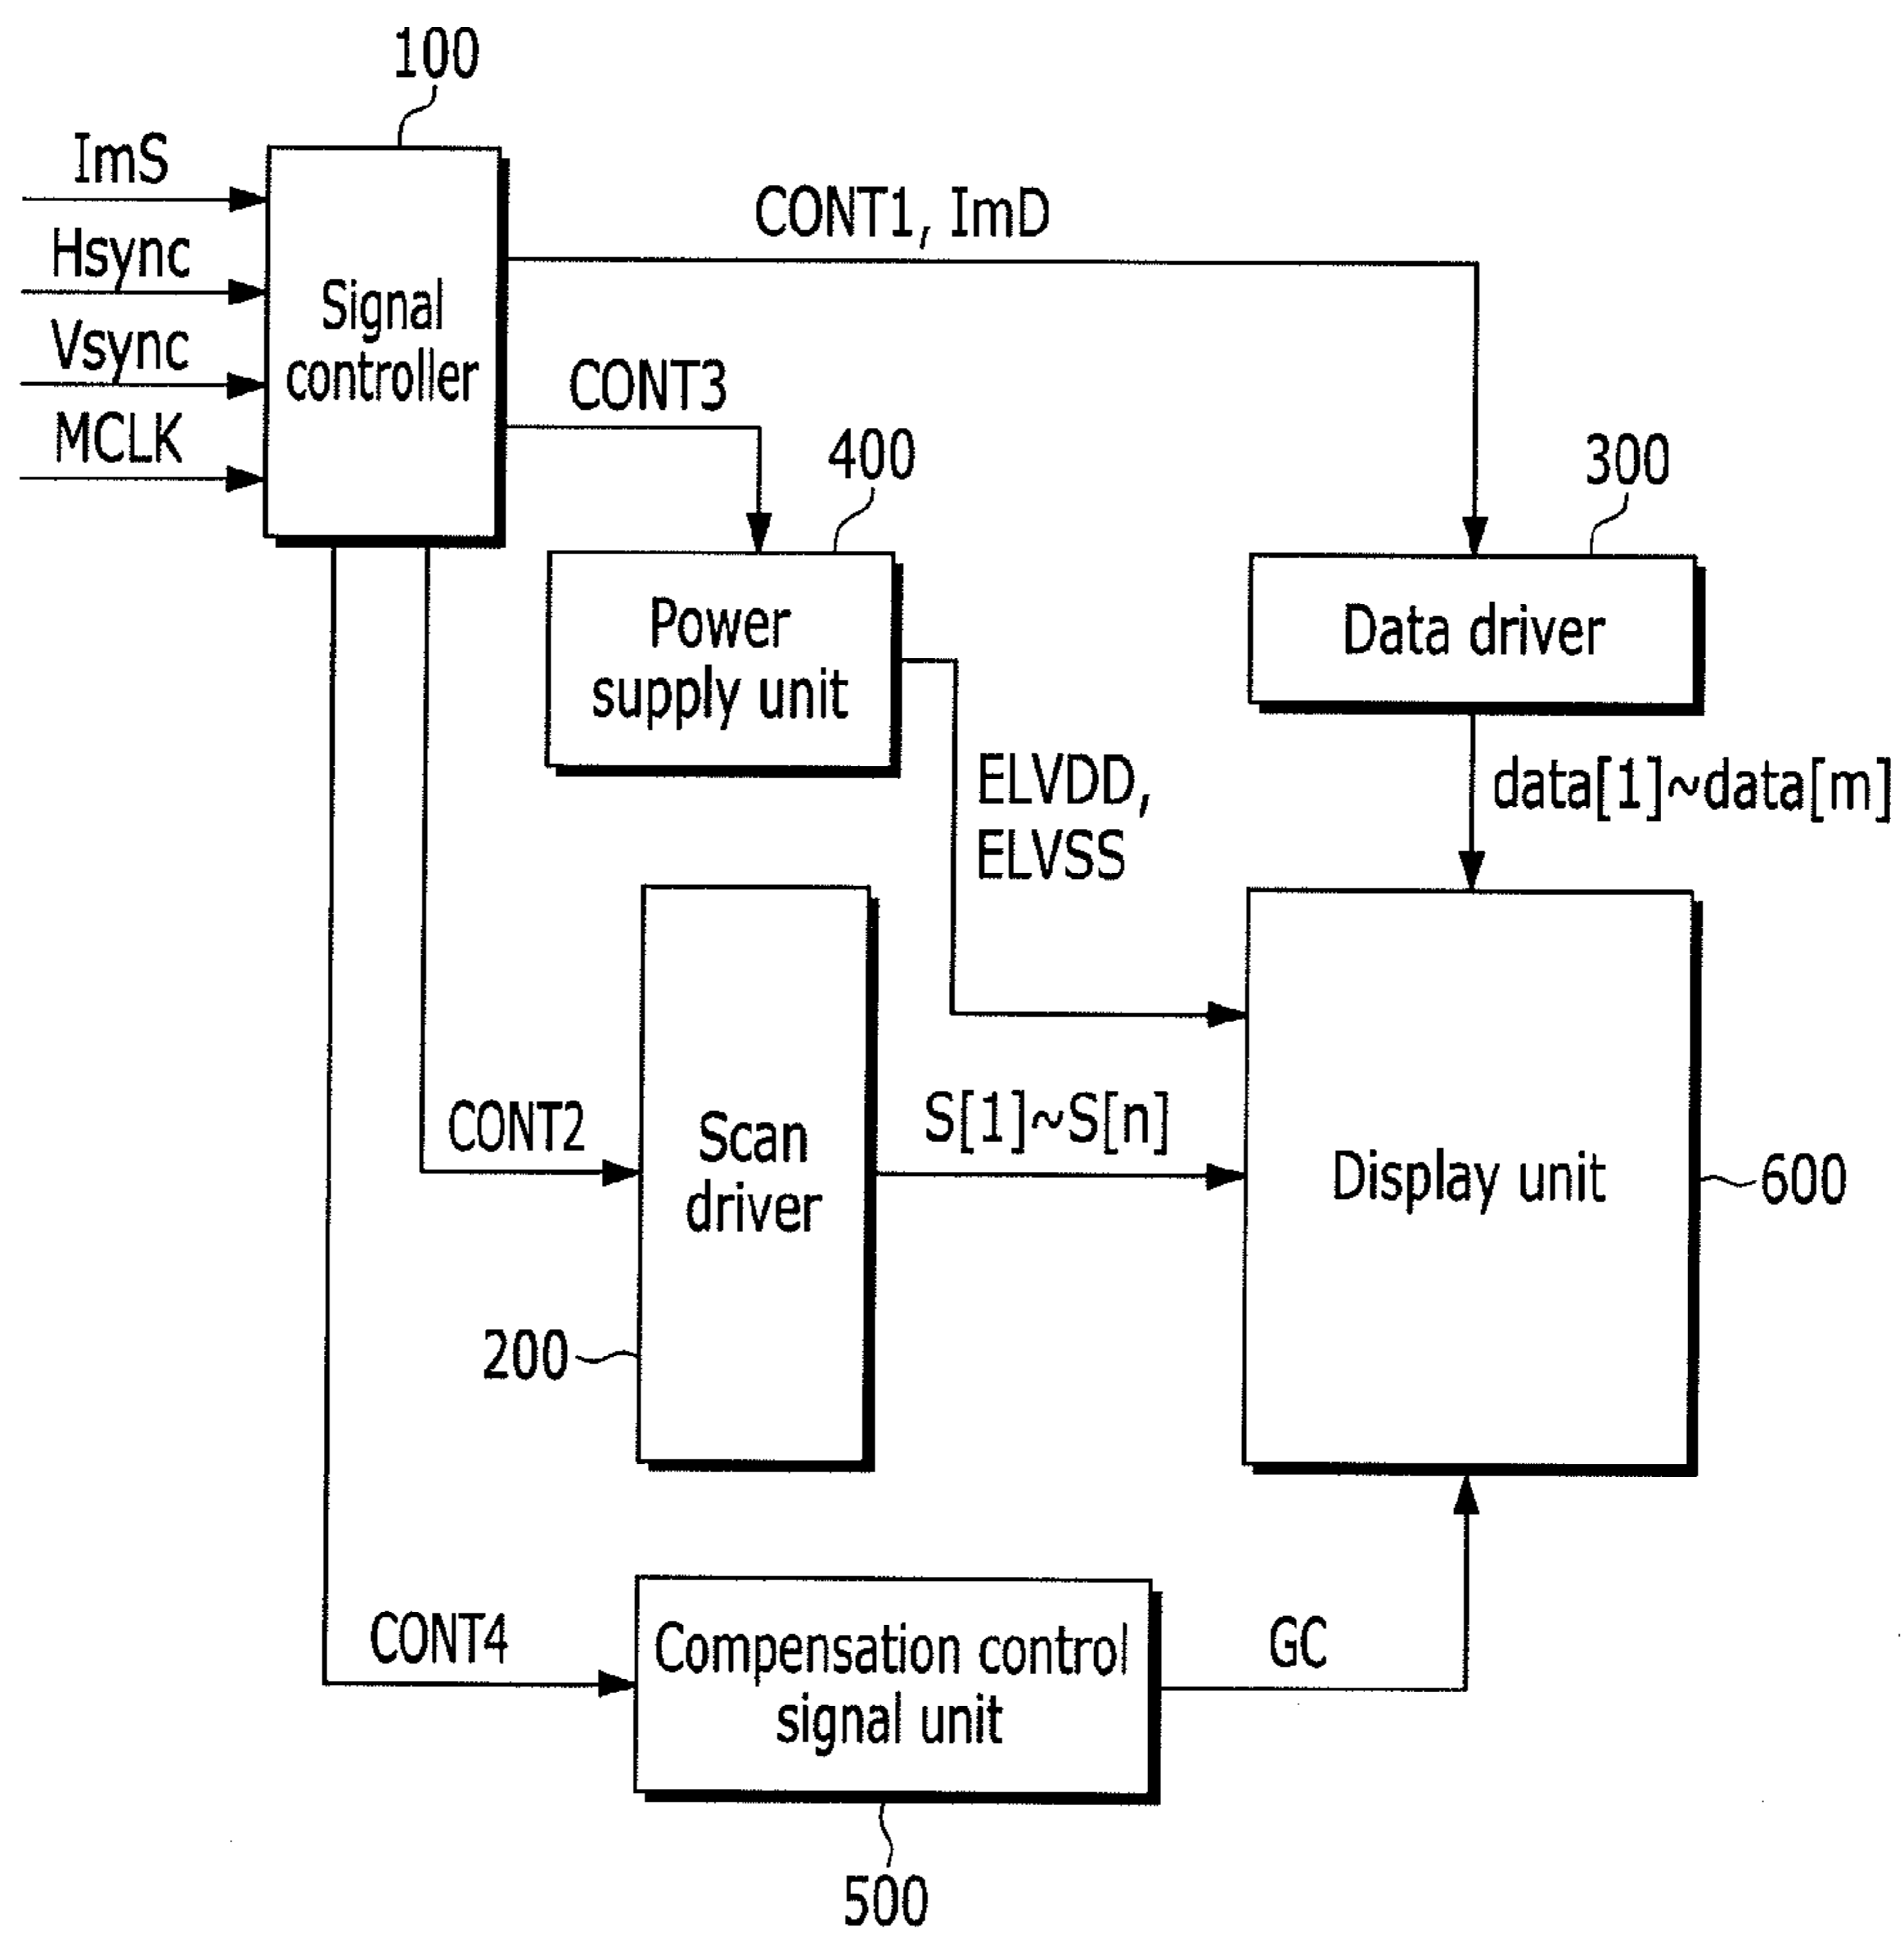 100
ImS
Hsync
Vsync
MCLK
Signal
controller
CONT1, ImD
CONT3
400
300
Power
supply unit
Data driver
ELVDD,
ELVSS
data[1]~data[m]
CONT2
Scan
driver
S[1]~S[n]
Display unit
600
200
CONT4
Compensation control
signal unit
GC
500